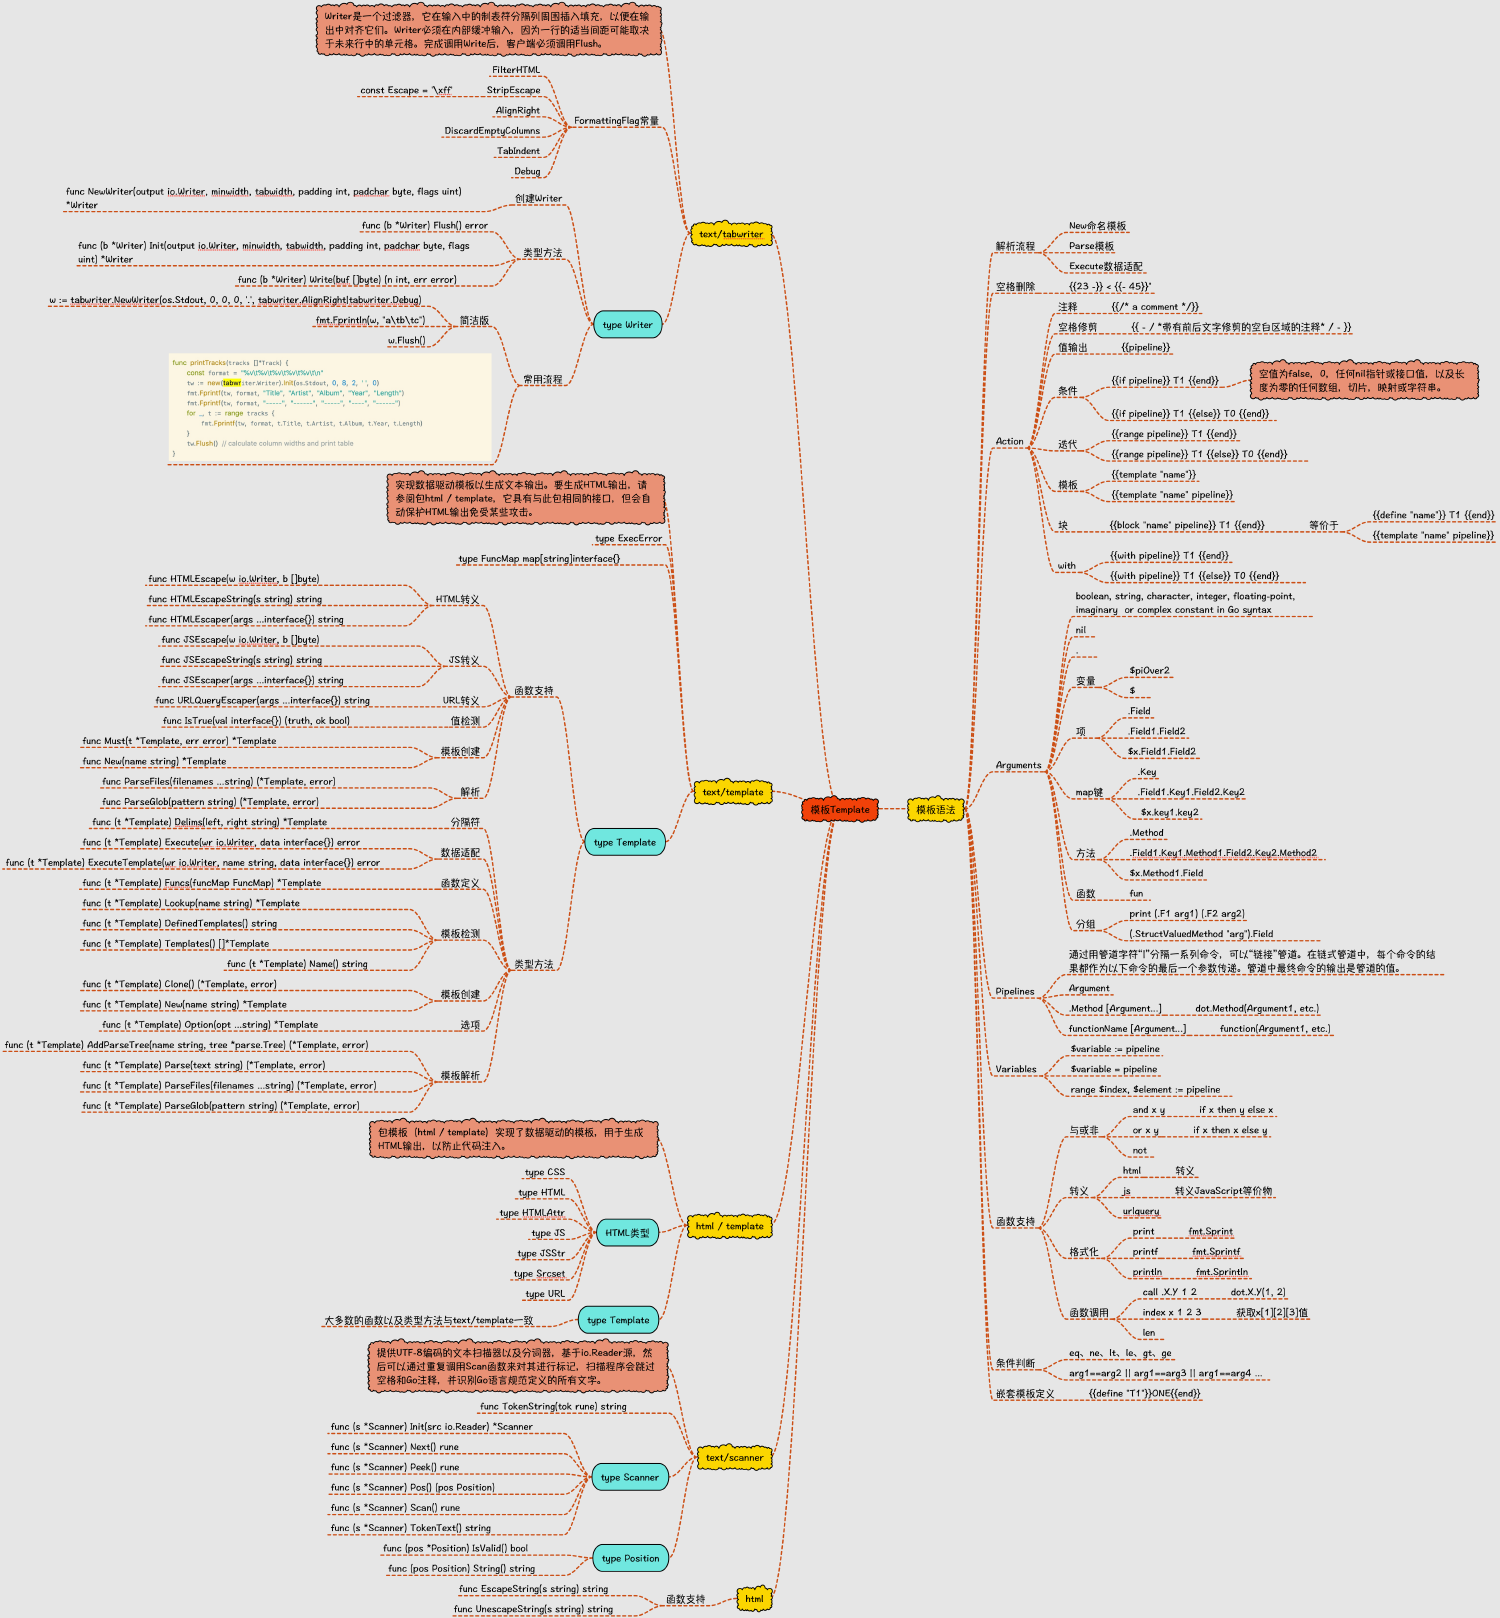 Writer是一个过滤器，它在输入中的制表符分隔列周围插入填充，以便在输
出中对齐它们。Writer必须在内部缓冲输入，因为一行的适当间距可能取决
于未来行中的单元格。完成调用Write后，客户端必须调用Flush。
FilterHTML
const Escape = '\xff'
StripEscape
AlignRight
DiscardEmptyColumns
TabIndent
Debug
FormattingFlag常量
func NewWriter(output io.Writer, minwidth, tabwidth, padding int, padchar byte, flags uint)
*Writer
创建Writer
func (b *Writer) Flush() error
func (b *Writer) Init(output io.Writer, minwidth, tabwidth, padding int, padchar byte, flags
uint) *Writer
func (b *Writer) Write(buf []byte) (n int, err error)
类型方法
w := tabwriter.NewWriter(os.Stdout, 0, 0, 0, '.', tabwriter.AlignRight|tabwriter.Debug)
fmt.Fprintln(w, "a\tb\tc")
w.Flush()
简洁版
func printTracks(tracks []*Track) {
const format = "%v\t%v\t%v\t%v\t%v\t\n"
tw := new(tabwriter.Writer).Init(os.Stdout, 0, 8, 2, ' ', 0)
fmt.Fprintf(tw, format, "Title", "Artist", "Album", "Year", "Length")
fmt.Fprintf(tw, format, "-----", "------", "-----", "----", "------")
for _, t := range tracks {
fmt.Fprintf(tw, format, t.Title, t.Artist, t.Album, t.Year, t.Length)
}
tw.Flush() // calculate column widths and print table
}
常用流程
type Writer
text/tabwriter
实现数据驱动模板以生成文本输出。要生成HTML输出，请
参阅包html / template，它具有与此包相同的接口，但会自
动保护HTML输出免受某些攻击。
type ExecError
type FuncMap map[string]interface{}
func HTMLEscape(w io.Writer, b []byte)
func HTMLEscapeString(s string) string
func HTMLEscaper(args ...interface{}) string
HTML转义
func JSEscape(w io.Writer, b []byte)
func JSEscapeString(s string) string
func JSEscaper(args ...interface{}) string
JS转义
func URLQueryEscaper(args ...interface{}) string
URL转义
func IsTrue(val interface{}) (truth, ok bool)
值检测
func Must(t *Template, err error) *Template
func New(name string) *Template
模板创建
func ParseFiles(filenames ...string) (*Template, error)
func ParseGlob(pattern string) (*Template, error)
解析
函数支持
func (t *Template) Delims(left, right string) *Template
分隔符
func (t *Template) Execute(wr io.Writer, data interface{}) error
func (t *Template) ExecuteTemplate(wr io.Writer, name string, data interface{}) error
数据适配
func (t *Template) Funcs(funcMap FuncMap) *Template
函数定义
func (t *Template) Lookup(name string) *Template
func (t *Template) DefinedTemplates() string
func (t *Template) Templates() []*Template
func (t *Template) Name() string
模板检测
func (t *Template) Clone() (*Template, error)
func (t *Template) New(name string) *Template
模板创建
func (t *Template) Option(opt ...string) *Template
选项
func (t *Template) AddParseTree(name string, tree *parse.Tree) (*Template, error)
func (t *Template) Parse(text string) (*Template, error)
func (t *Template) ParseFiles(filenames ...string) (*Template, error)
func (t *Template) ParseGlob(pattern string) (*Template, error)
模板解析
类型方法
type Template
text/template
包模板（html / template）实现了数据驱动的模板，用于生成
HTML输出，以防止代码注入。
type CSS
type HTML
type HTMLAttr
type JS
type JSStr
type Srcset
type URL
HTML类型
大多数的函数以及类型方法与text/template一致
type Template
html / template
提供UTF-8编码的文本扫描器以及分词器，基于io.Reader源，然
后可以通过重复调用Scan函数来对其进行标记，扫描程序会跳过
空格和Go注释，并识别Go语言规范定义的所有文字。
func TokenString(tok rune) string
func (s *Scanner) Init(src io.Reader) *Scanner
func (s *Scanner) Next() rune
func (s *Scanner) Peek() rune
func (s *Scanner) Pos() (pos Position)
func (s *Scanner) Scan() rune
func (s *Scanner) TokenText() string
type Scanner
func (pos *Position) IsValid() bool
func (pos Position) String() string
type Position
text/scanner
func EscapeString(s string) string
func UnescapeString(s string) string
函数支持
html
模板Template
模板语法
解析流程
New命名模板
Parse模板
Execute数据适配
空格删除
{{23 -}} < {{- 45}}"
Action
注释
{{/* a comment */}}
空格修剪
{{ - / *带有前后文字修剪的空白区域的注释* / - }}
值输出
{{pipeline}}
条件
{{if pipeline}} T1 {{end}}
空值为false，0，任何nil指针或接口值，以及长
度为零的任何数组，切片，映射或字符串。
{{if pipeline}} T1 {{else}} T0 {{end}}
迭代
{{range pipeline}} T1 {{end}}
{{range pipeline}} T1 {{else}} T0 {{end}}
模板
{{template "name"}}
{{template "name" pipeline}}
块
{{block "name" pipeline}} T1 {{end}}
等价于
{{define "name"}} T1 {{end}}
{{template "name" pipeline}}
with
{{with pipeline}} T1 {{end}}
{{with pipeline}} T1 {{else}} T0 {{end}}
Arguments
boolean, string, character, integer, floating-point,
imaginary or complex constant in Go syntax
nil
.
变量
$piOver2
$
项
.Field
.Field1.Field2
$x.Field1.Field2
map键
.Key
.Field1.Key1.Field2.Key2
$x.key1.key2
方法
.Method
.Field1.Key1.Method1.Field2.Key2.Method2
$x.Method1.Field
函数
fun
分组
print (.F1 arg1) (.F2 arg2)
(.StructValuedMethod "arg").Field
Pipelines
通过用管道字符“|”分隔一系列命令，可以“链接”管道。在链式管道中，每个命令的结
果都作为以下命令的最后一个参数传递。管道中最终命令的输出是管道的值。
Argument
.Method [Argument...]
dot.Method(Argument1, etc.)
functionName [Argument...]
function(Argument1, etc.)
Variables
$variable := pipeline
$variable = pipeline
range $index, $element := pipeline
函数支持
与或非
and x y
if x then y else x
or x y
if x then x else y
not
转义
html
转义
js
转义JavaScript等价物
urlquery
格式化
print
fmt.Sprint
printf
fmt.Sprintf
println
fmt.Sprintln
函数调用
call .X.Y 1 2
dot.X.Y(1, 2)
index x 1 2 3
获取x[1][2][3]值
len
条件判断
eq、ne、lt、le、gt、ge
arg1==arg2 || arg1==arg3 || arg1==arg4 ...
嵌套模板定义
{{define "T1"}}ONE{{end}}